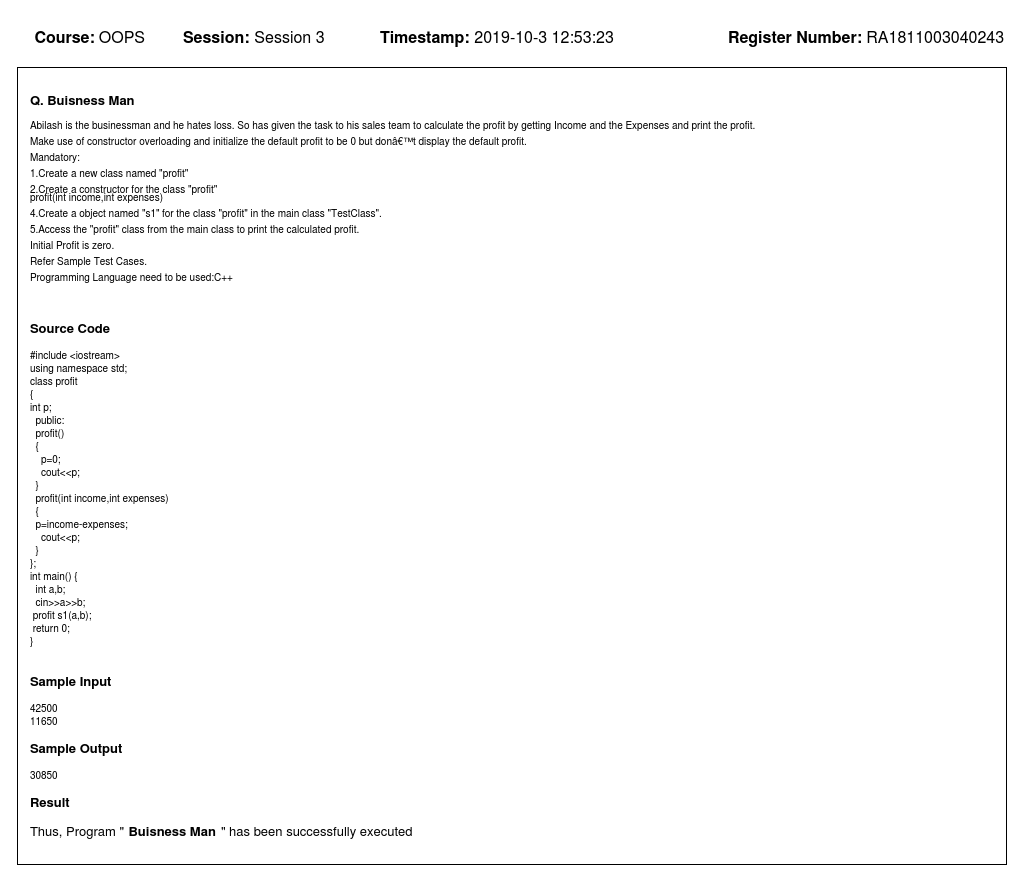 Course: OOPS Session: Session 3 Timestamp: 2019-10-3 12:53:23 Register Number: RA1811003040243
Q. Buisness Man
Abilash is the businessman and he hates loss. So has given the task to his sales team to calculate the profit by getting Income and the Expenses and print the profit.
Make use of constructor overloading and initialize the default profit to be 0 but donâ€™t display the default profit.
Mandatory:
1.Create a new class named "profit"
2.Create a constructor for the class "profit"
profit(int income,int expenses)
4.Create a object named "s1" for the class "profit" in the main class "TestClass".
5.Access the "profit" class from the main class to print the calculated profit.
Initial Profit is zero.
Refer Sample Test Cases.
Programming Language need to be used:C++
Source Code
#include <iostream>
using namespace std;
class profit
{
int p;
  public:
  profit()
  {
    p=0;
    cout<<p;
  }
  profit(int income,int expenses)
  {
  p=income-expenses;
    cout<<p;
  }
};
int main() {
  int a,b;
  cin>>a>>b;
 profit s1(a,b);
 return 0;
}
Sample Input
42500
11650
Sample Output
30850
Result
Thus, Program " Buisness Man " has been successfully executed